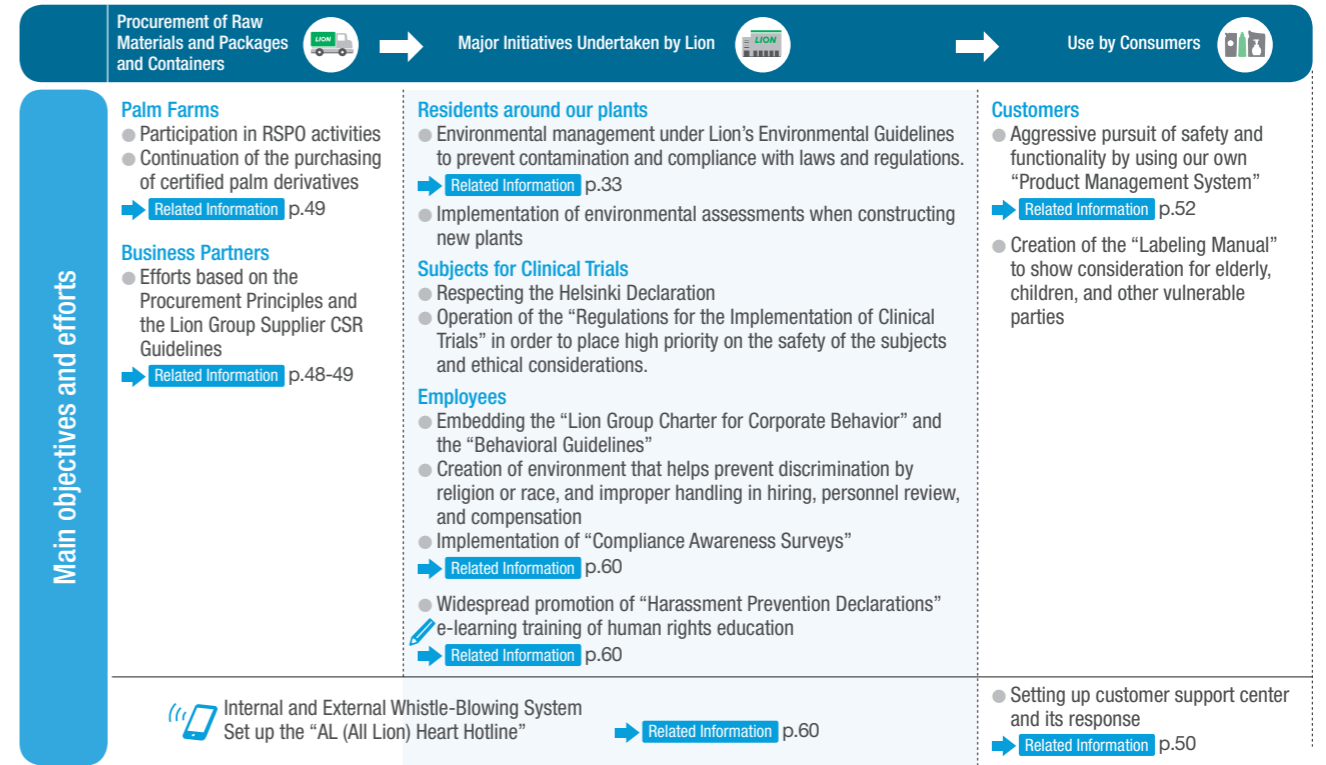 Procurement of Raw
Materials and Packages
and Containers
LION
Major Initiatives Undertaken by Lion
LION
Use by Consumers
Main objectives and efforts
Palm Farms
● Participation in RSPO activities
● Continuation of the purchasing
of certified palm derivatives
Related Information p.49
Business Partners
● Efforts based on the
Procurement Principles and
the Lion Group Supplier CSR
Guidelines
Related Information p.48-49
Residents around our plants
● Environmental management under Lion's Environmental Guidelines
to prevent contamination and compliance with laws and regulations.
Related Information p.33
● Implementation of environmental assessments when constructing
new plants
Subjects for Clinical Trials
● Respecting the Helsinki Declaration
● Operation of the “Regulations for the Implementation of Clinical
Trials” in order to place high priority on the safety of the subjects
and ethical considerations.
Employees
● Embedding the “Lion Group Charter for Corporate Behavior” and
the “Behavioral Guidelines”
● Creation of environment that helps prevent discrimination by
religion or race, and improper handling in hiring, personnel review,
and compensation
● Implementation of “Compliance Awareness Surveys”
Related Information p.60
● Widespread promotion of “Harassment Prevention Declarations”
e-learning training of human rights education
Related Information p.60
Customers
● Aggressive pursuit of safety and
functionality by using our own
“Product Management System”
Related Information p.52
● Creation of the “Labeling Manual”
to show consideration for elderly,
children, and other vulnerable
parties
Internal and External Whistle-Blowing System
Set up the “AL (All Lion) Heart Hotline”
Related Information p.60
● Setting up customer support center
and its response
Related Information p.50